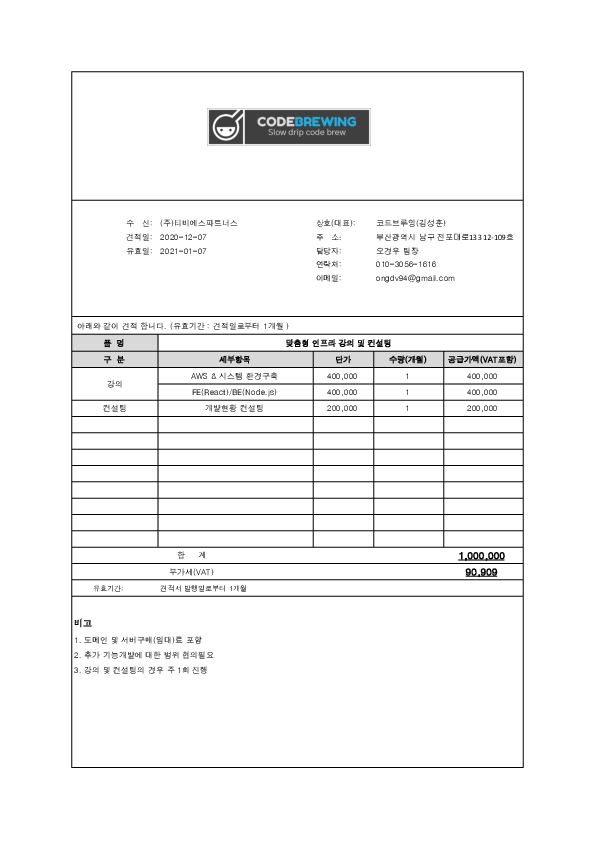 CODEBREWING
Slow drip code brew
수 신: (주)티비에스파트너스 상호(대표): 코드브루잉(김성훈)
견적일: 2020-12-07 주 소: 부산광역시 남구 전포대로133 12-109호
유효일: 2021-01-07 담당자: 오경우 팀장
연락처: 010-3056-1616
이메일: ongdv94@gmail.com
아래와 같이 견적 합니다. (유효기간 : 견적일로부터 1개월 )
품 명 맞춤형 인프라 강의 및 컨설팅
구 분 세부항목 단가 수량(개월) 공급가액(VAT포함)
강의 AWS & 시스템 환경구축 400,000 1 400,000
FE(React)/BE(Node.js) 400,000 1 400,000
컨설팅 개발현황 컨설팅 200,000 1 200,000
합 계 1,000,000
부가세(VAT) 90,909
유효기간: 견적서 발행일로부터 1개월
비고
1. 도메인 및 서버구매(임대)료 포함
2. 추가 기능개발에 대한 범위 협의필요
3. 강의 및 컨설팅의 경우 주 1회 진행